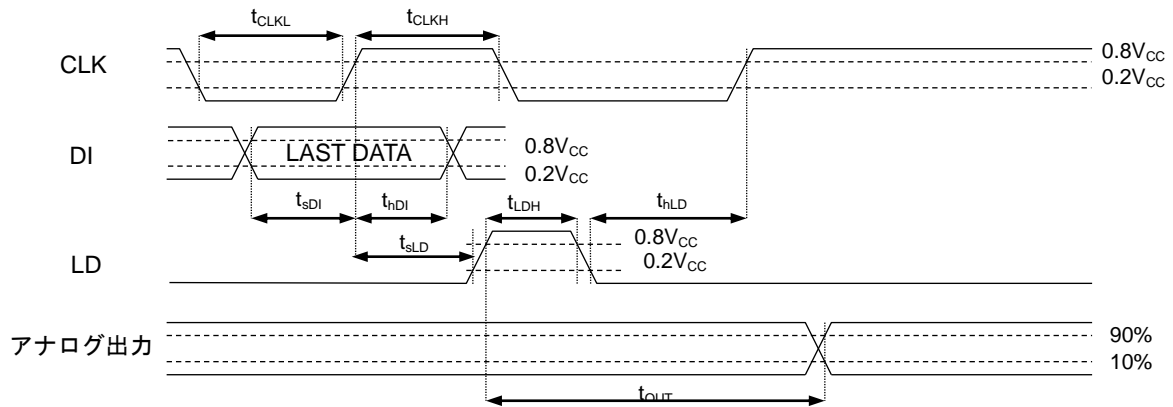 tCLKL
tCLKH
CLK
0.8VCC
0.2VCC
DI
LAST DATA
0.8VCC
0.2VCC
tsDI
thDI
tLDH
thLD
tsLD
LD
0.8VCC
0.2VCC
アナログ出力
90%
10%
tOUT